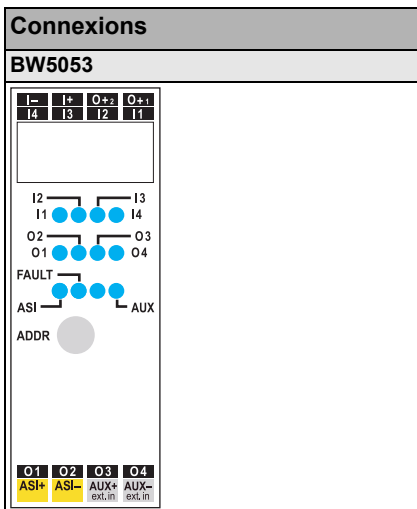 Connexions
BW5053
I– I+ O+2 O+1
I4 I3 I2 I1
I2 I3
I1 I4
O2 O3
O1 O4
FAULT
ASI AUX
ADDR
O1 O2 O3 O4
ASI+ ASI– AUX+ AUX–
ext.in ext.in